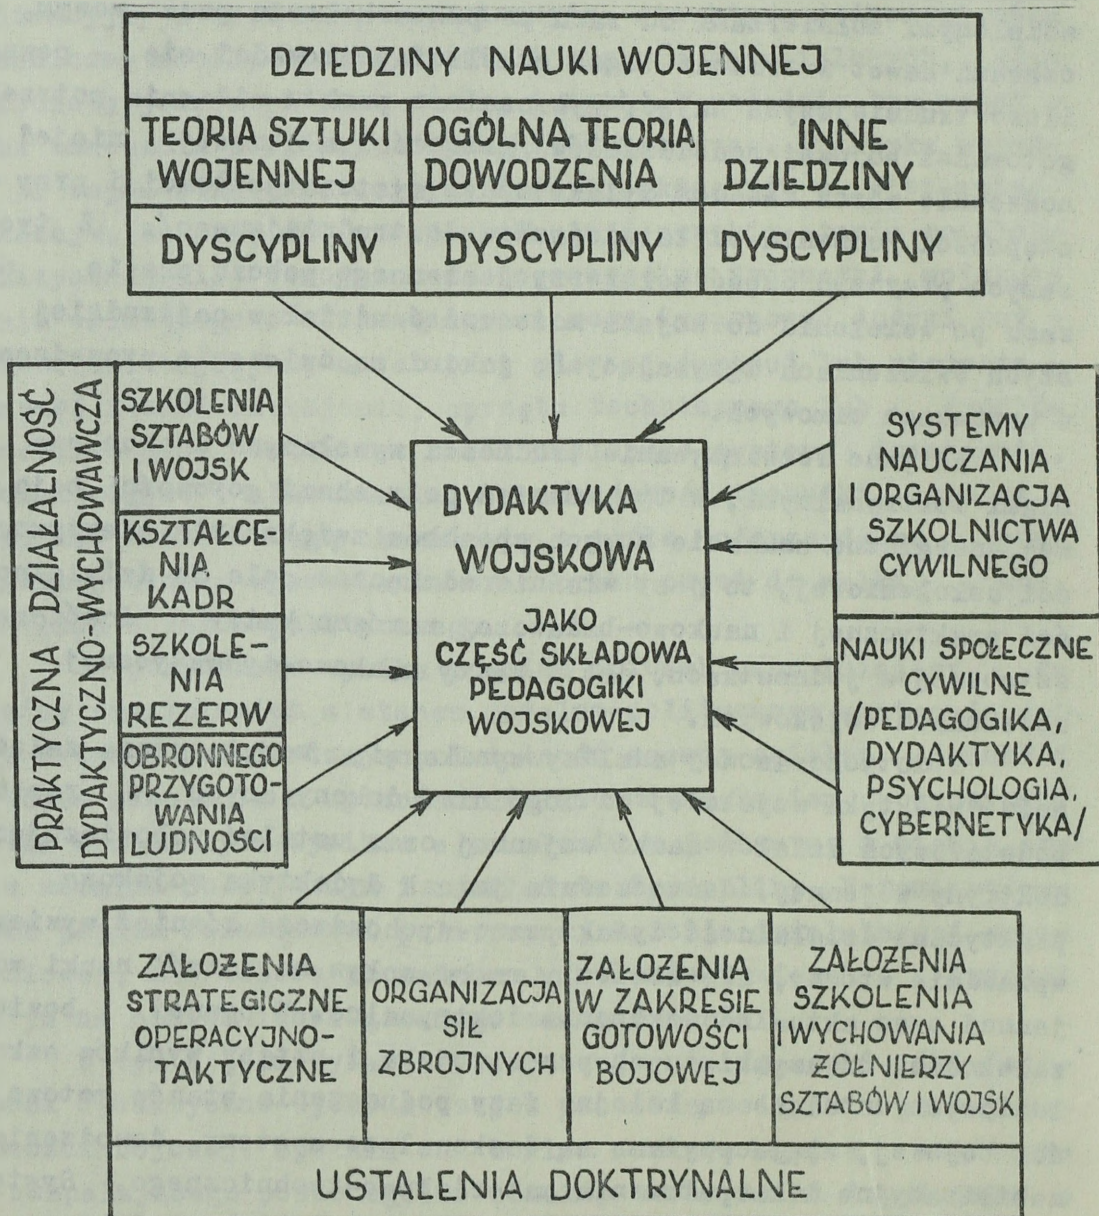 DZIEDZINY NAUKI WOJENNEJ
TEORIA SZTUKI
WOJENNEJ
OGÓLNA TEORIA
DOWODZENIA
INNE
DZIEDZINY
DYSCYPLINY
DYSCYPLINY
DYSCYPLINY
PRAKTYCZNA DZIAŁALNOŚĆ
DYDAKTYCZNO-WYCHOWAWCZA
SZKOLENIA
SZTABÓW
I WOJSK
KSZTAŁCE-
NIA
KADR
SZKOLE-
NIA
REZERW
OBRONNEGO
PRZYGOTO-
WANIA
LUDNOŚCI
DYDAKTYKA
WOJSKOWA
JAKO
CZĘŚĆ SKŁADOWA
PEDAGOGIKI
WOJSKOWEJ
SYSTEMY
NAUCZANIA
ORGANIZACJA
SZKOLNICTWA
CYWILNEGO
NAUKI SPOŁECZNE
CYWILNE
/PEDAGOGIKA,
DYDAKTYKA,
PSYCHOLOGIA,
CYBERNETYKA/
ZAŁOŻENIA
STRATEGICZNE
OPERACYJNO-
TAKTYCZNE
ORGANIZACJA
SIŁ
ZBROJNYCH
ZAŁOŻENIA
W ZAKRESIE
GOTOWOŚCI
BOJOWEJ
ZAŁOŻENIA
SZKOLENIA
I WYCHOWANIA
ŻOŁNIERZY
SZTABÓW I WOJSK
USTALENIA DOKTRYNALNE